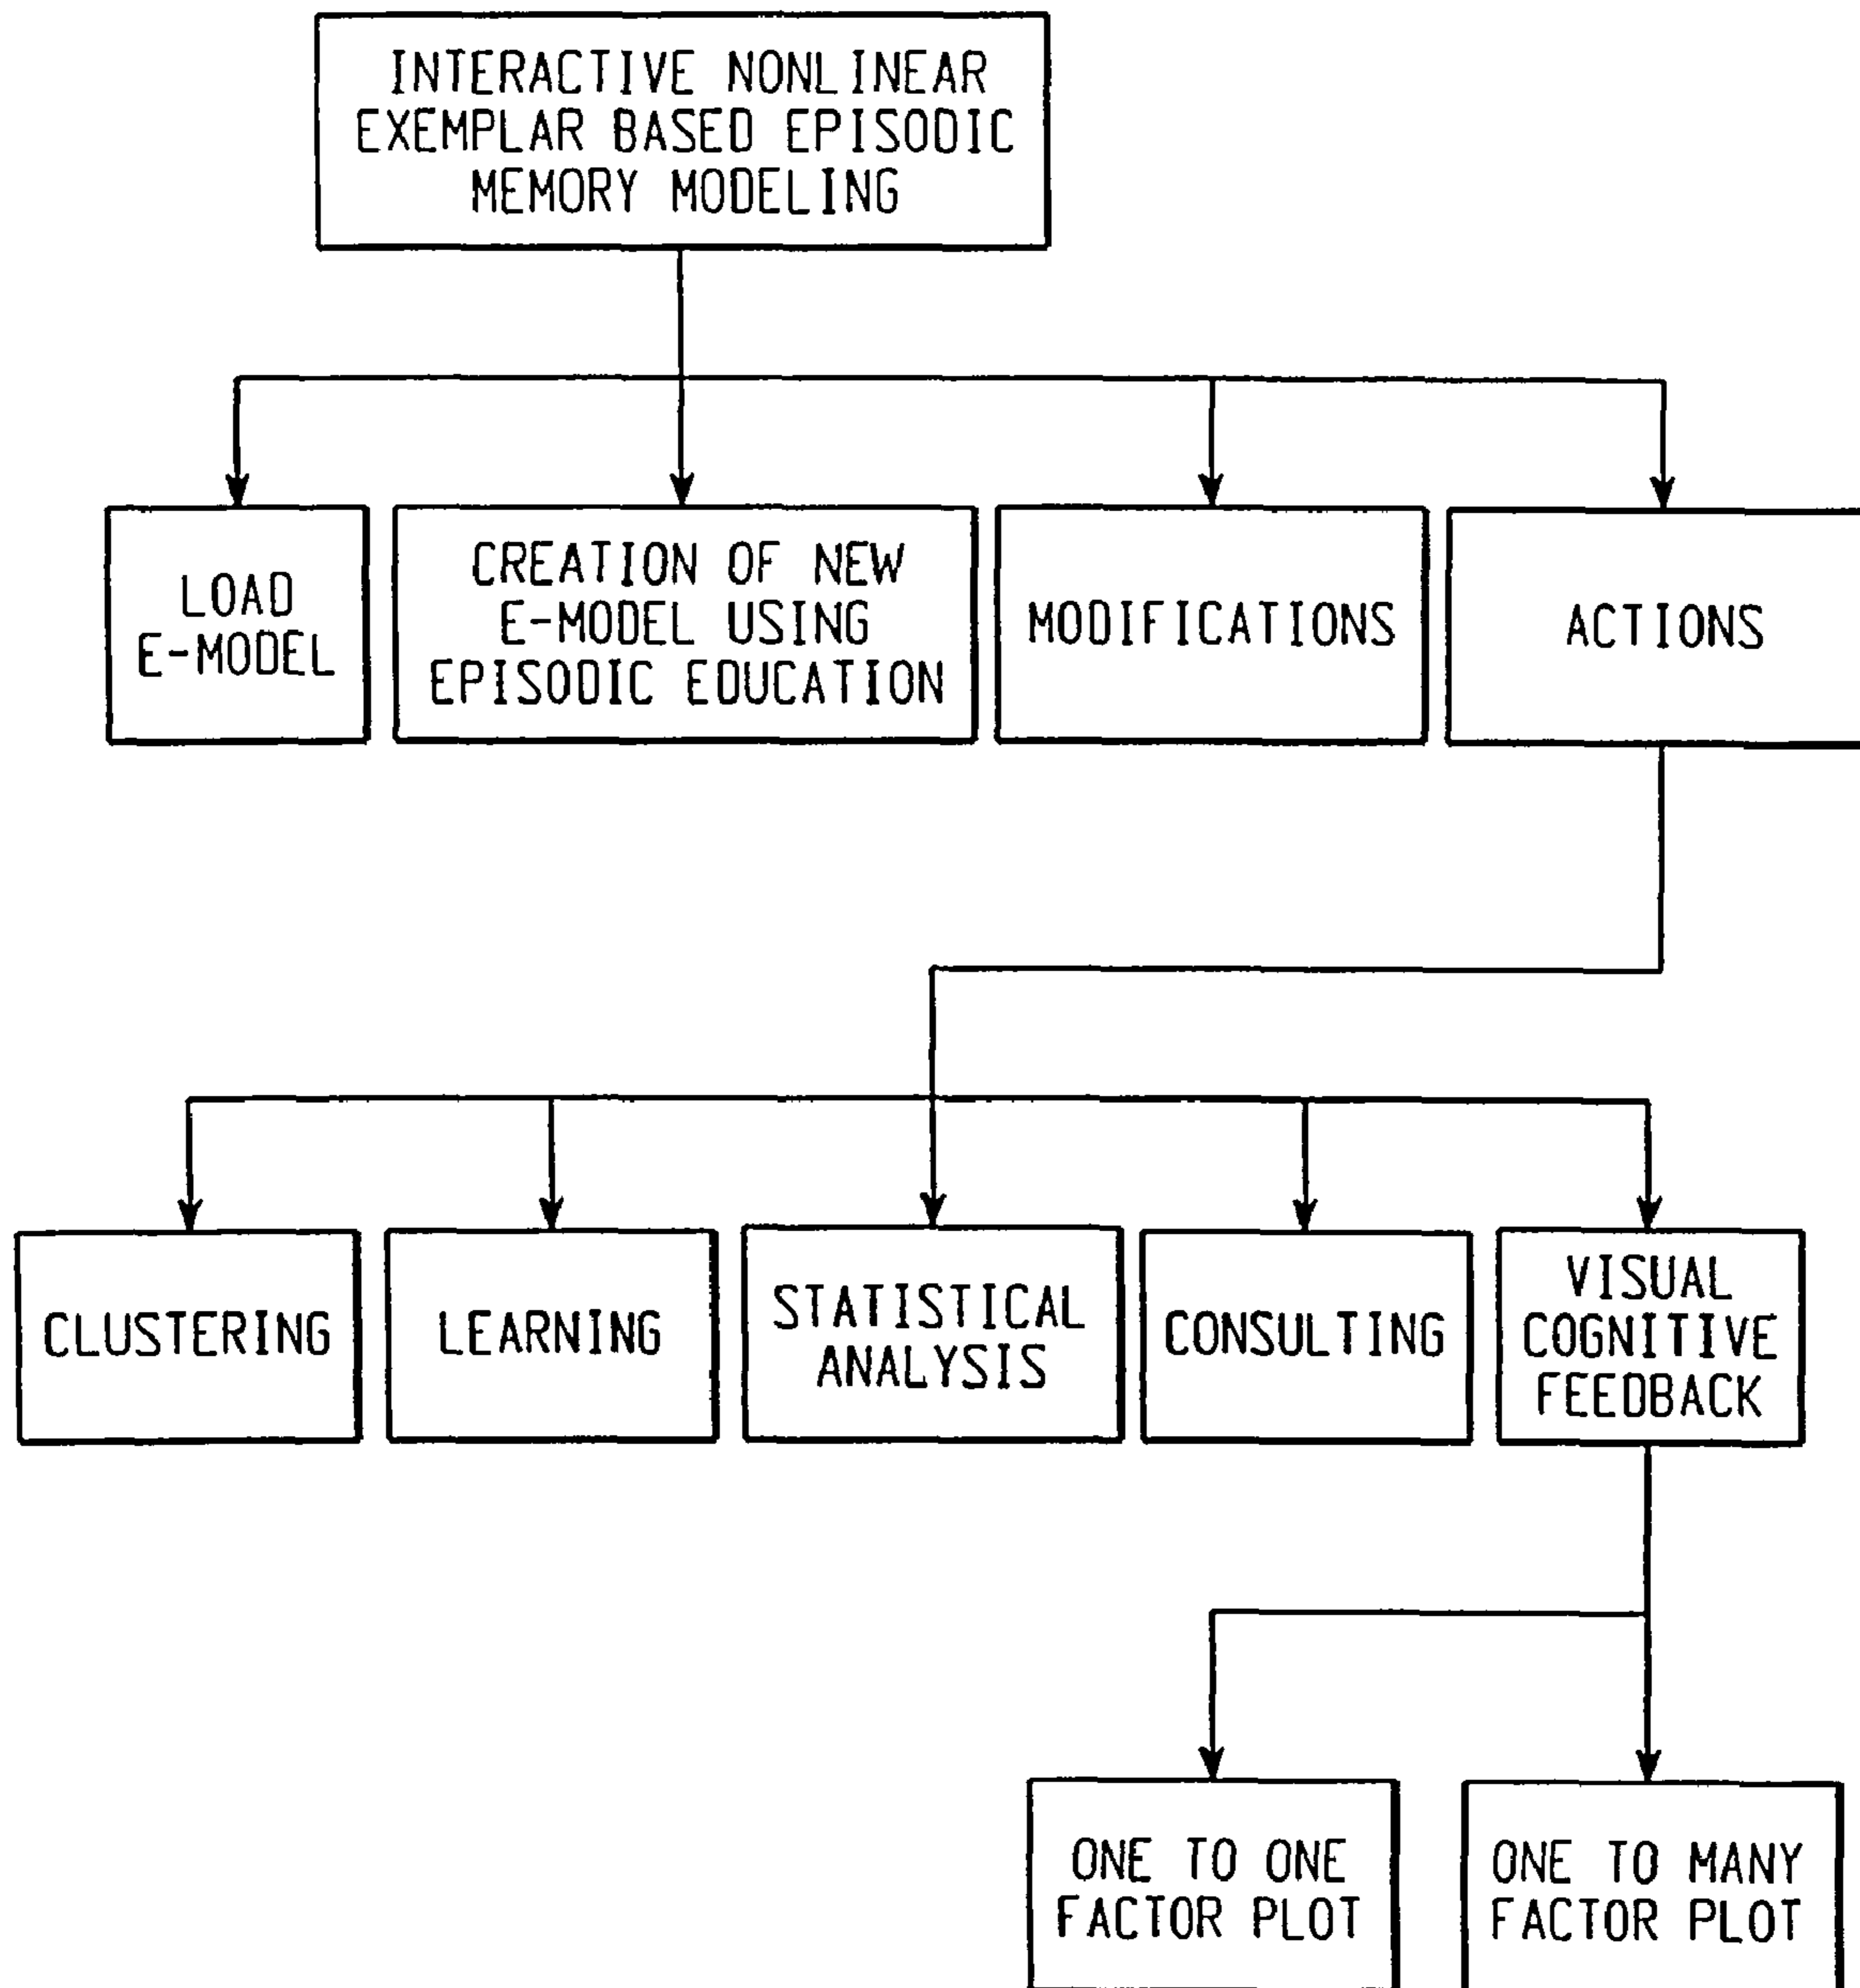 INTERACTIVE NONLINEAR
EXEMPLAR BASED EPISODIC
MEMORY MODELING
LOAD
E-MODEL
CREATION OF NEW
E-MODEL USING
EPISODIC EDUCATION
MODIFICATIONS
ACTIONS
CLUSTERING
LEARNING
STATISTICAL
ANALYSIS
CONSULTING
VISUAL
COGNITIVE
FEEDBACK
ONE TO ONE
FACTOR PLOT
ONE TO MANY
FACTOR PLOT